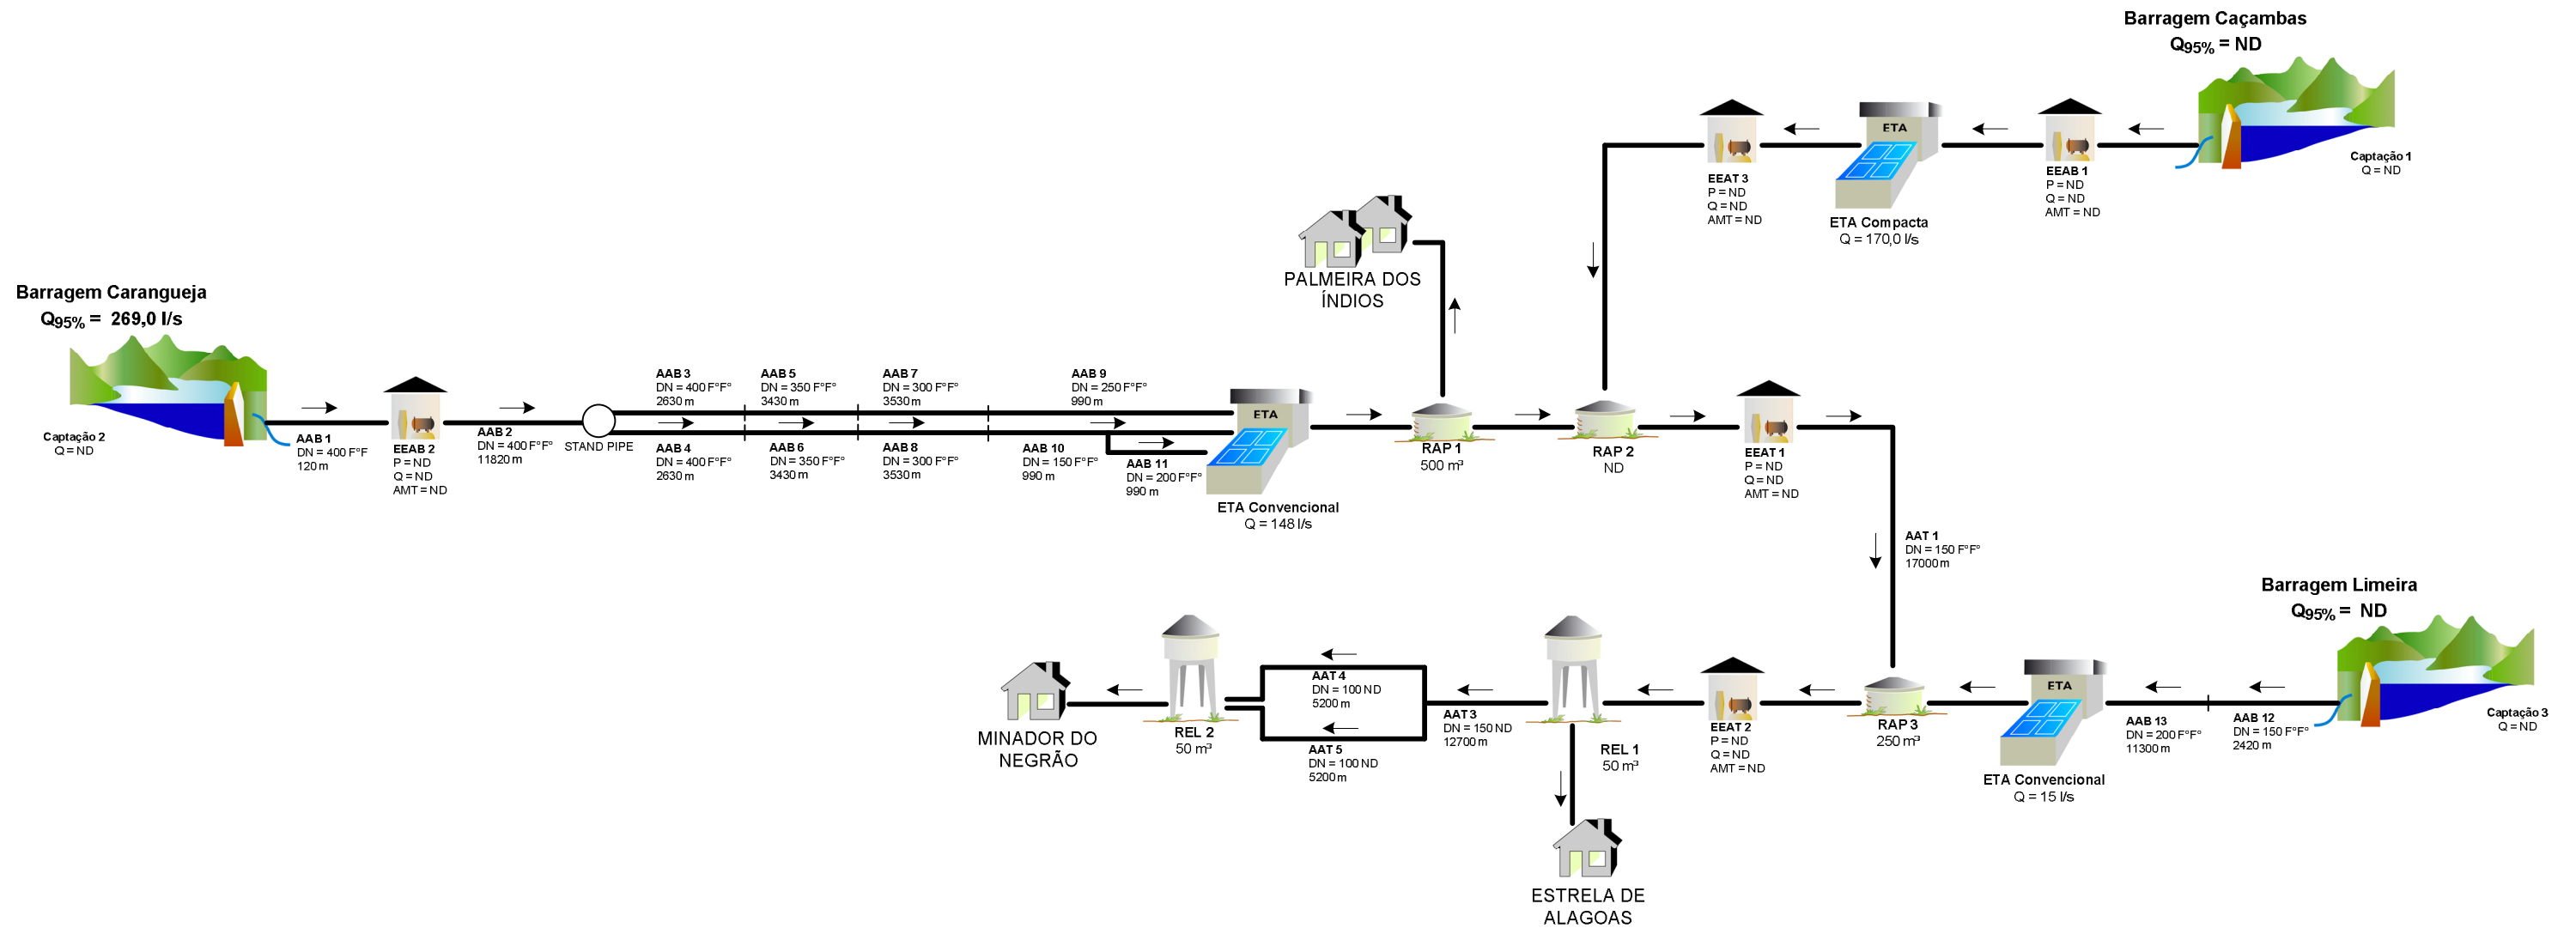 Barragem Caçambas
Q95% = ND
Captação 1
Q = ND
EEAB 1
P = ND
Q = ND
AMT = ND
ETA
ETA Compacta
Q = 170,0 l/s
EEAT 3
P = ND
Q = ND
AMT = ND
PALMEIRA DOS
ÍNDIOS
Barragem Carangueja
Q95% = 269,0 l/s
Captação 2
Q = ND
AAB 1
DN = 400 F°F
120 m
EEAB 2
P = ND
Q = ND
AMT = ND
AAB 2
DN = 400 F°F°
11820 m
STAND PIPE
AAB 3
DN = 400 F°F°
2630 m
AAB 5
DN = 350 F°F°
3430 m
AAB 7
DN = 300 F°F°
3530 m
AAB 9
DN = 250 F°F°
990 m
AAB 4
DN = 400 F°F°
2630 m
AAB 6
DN = 350 F°F°
3430 m
AAB 8
DN = 300 F°F°
3530 m
AAB 10
DN = 150 F°F°
990 m
AAB 11
DN = 200 F°F°
990 m
ETA
ETA Convencional
Q = 148 l/s
RAP 1
500 m³
RAP 2
ND
EEAT 1
P = ND
Q = ND
AMT = ND
AAT 1
DN = 150 F°F°
17000 m
Barragem Limeira
Q95% = ND
Captação 3
Q = ND
AAB 12
DN = 150 F°F°
2420 m
AAB 13
DN = 200 F°F°
11300 m
ETA
ETA Convencional
Q = 15 l/s
RAP 3
250 m³
EEAT 2
P = ND
Q = ND
AMT = ND
REL 1
50 m³
ESTRELA DE
ALAGOAS
AAT 3
DN = 150 ND
12700 m
AAT 4
DN = 100 ND
5200 m
AAT 5
DN = 100 ND
5200 m
REL 2
50 m³
MINADOR DO
NEGRÃO